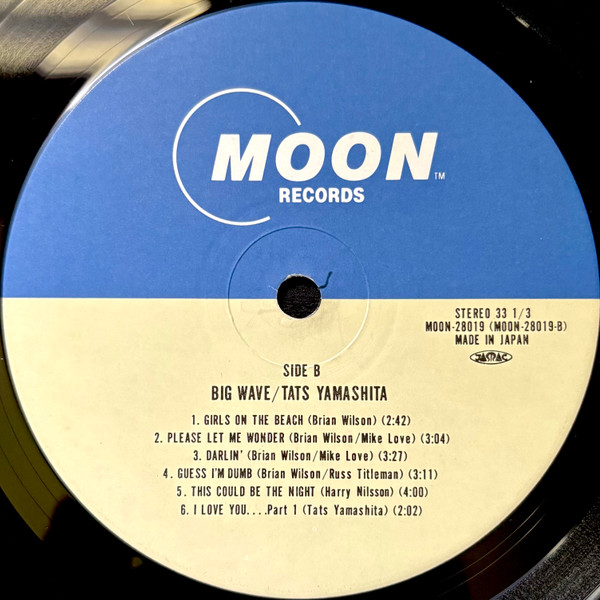 MOON TM
RECORDS
STEREO 33 1/3
MOON-28019 (MOON-28019-B)
MADE IN JAPAN
JASRAC
SIDE B
BIG WAVE/TATS YAMASHITA
1. GIRLS ON THE BEACH (Brian Wilson) (2:42)
2. PLEASE LET ME WONDER (Brian Wilson/Mike Love) (3:04)
3. DARLIN' (Brian Wilson/Mike Love) (3:27)
4. GUESS I'M DUMB (Brian Wilson/Russ Titleman) (3:11)
5. THIS COULD BE THE NIGHT (Harry Nilsson) (4:00)
6. I LOVE YOU....Part 1 (Tats Yamashita) (2:02)